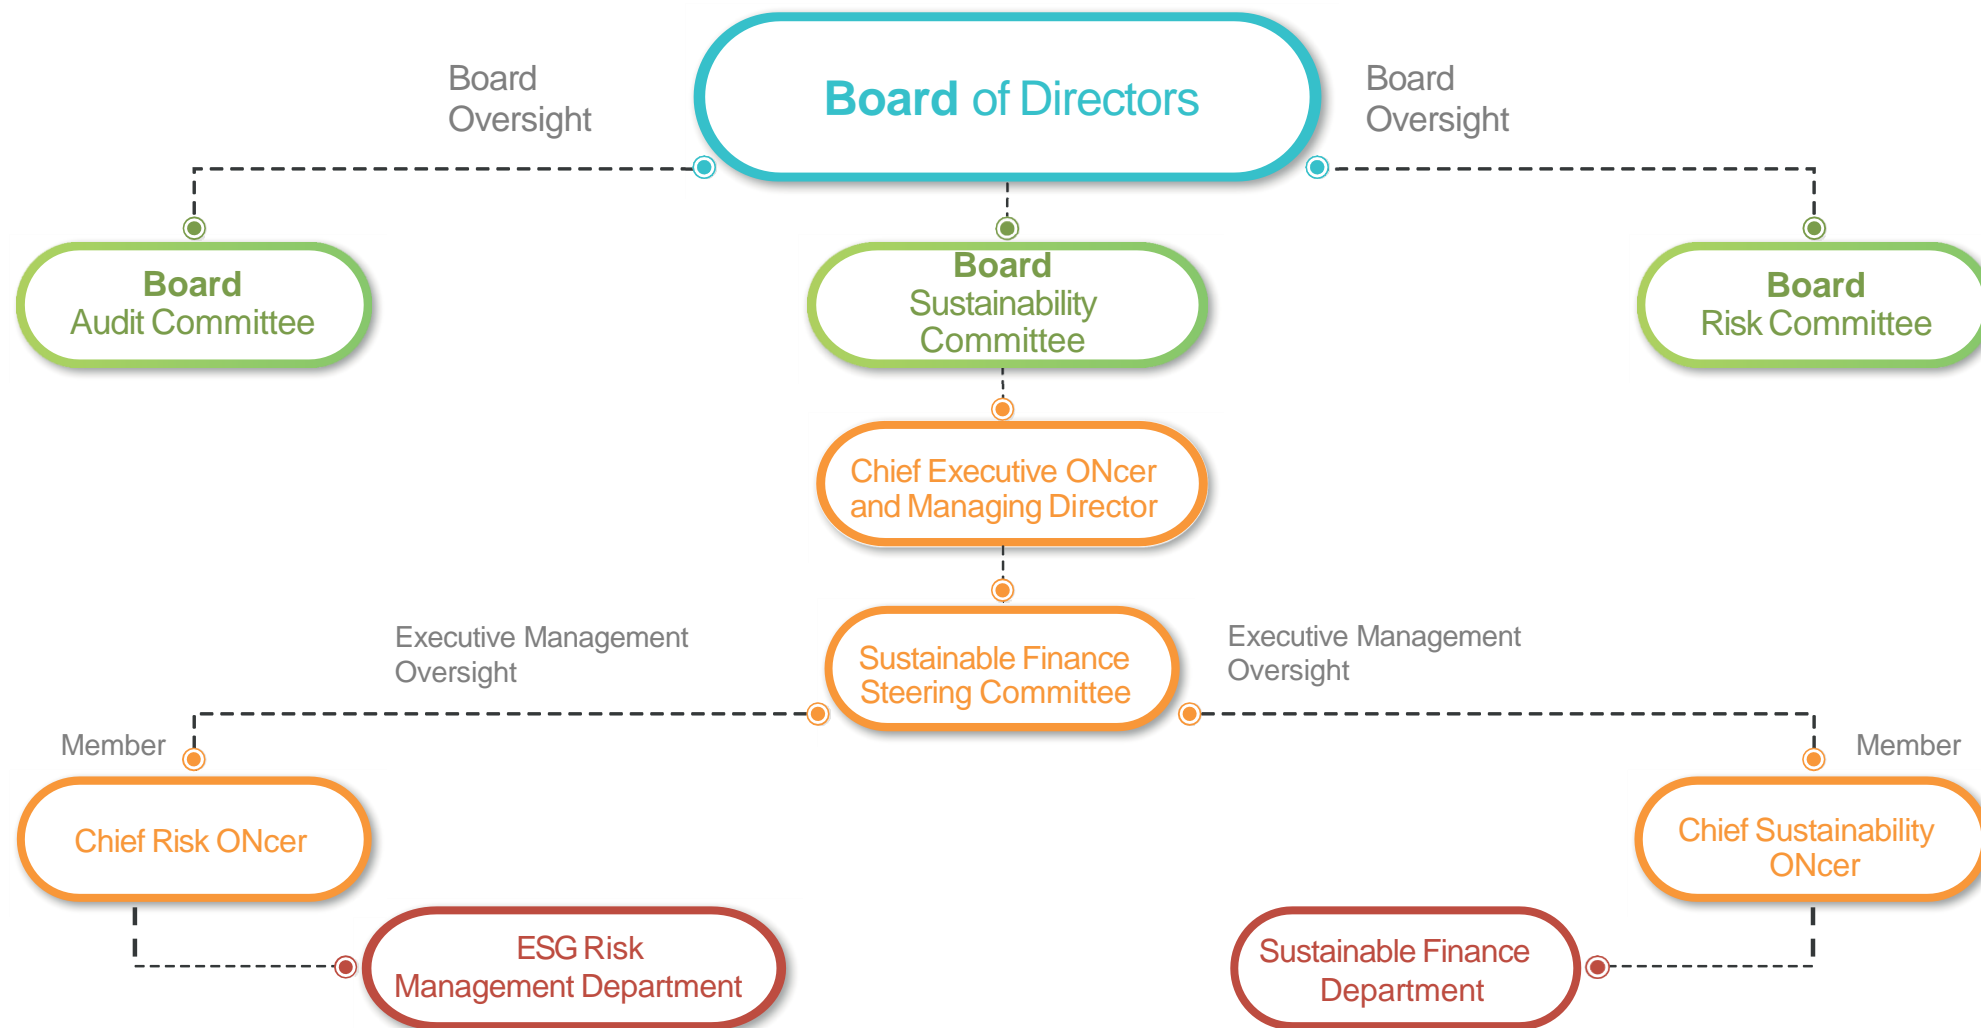 Board
Oversight
Board of Directors
Board
Oversight
Board
Audit Committee
Board
Sustainability
Committee
Board
Risk Committee
Chief Executive ONcer
and Managing Director
Executive Management
Oversight
Sustainable Finance
Steering Committee
Executive Management
Oversight
Member
Member
Chief Risk ONcer
Chief Sustainability
ONcer
ESG Risk
Management Department
Sustainable Finance
Department